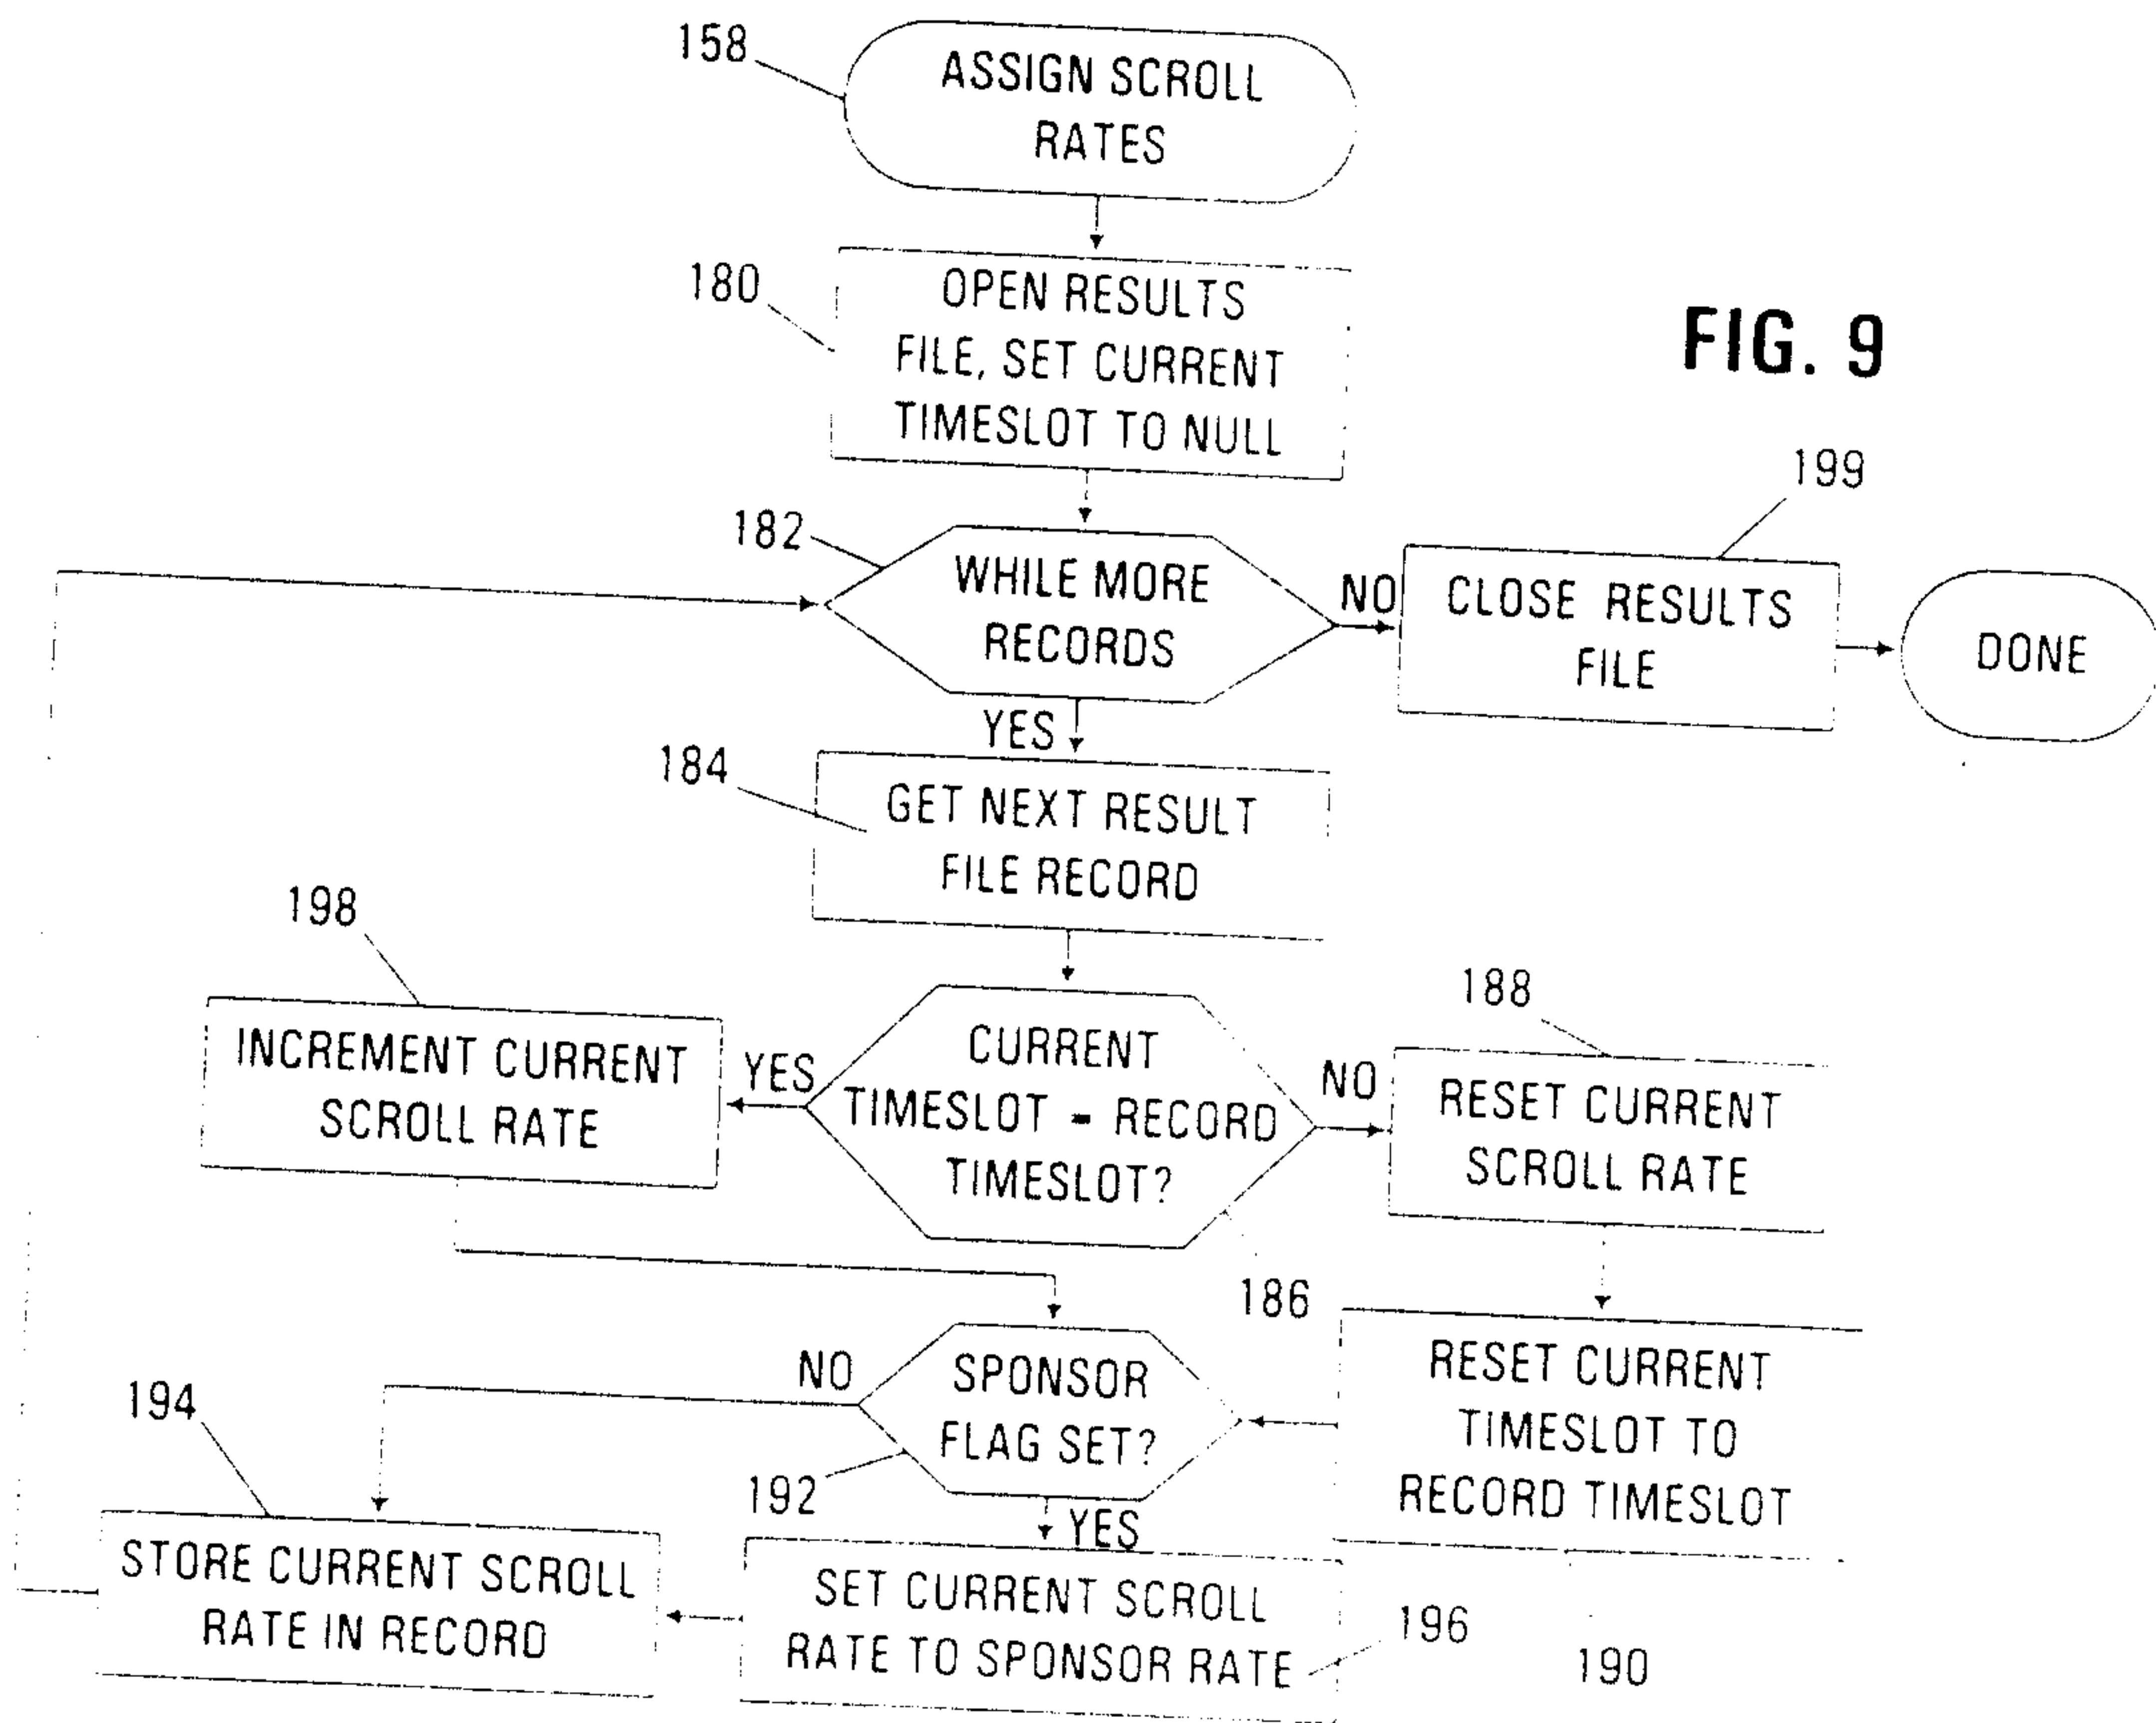 158
ASSIGN SCROLL
RATES
180
OPEN RESULTS
FILE, SET CURRENT
TIMESLOT TO NULL
FIG. 9
199
182
WHILE MORE
RECORDS
NO
CLOSE RESULTS
FILE
DONE
YES
184
GET NEXT RESULT
FILE RECORD
198
INCREMENT CURRENT
SCROLL RATE
YES
CURRENT
TIMESLOT = RECORD
TIMESLOT?
186
NO
188
RESET CURRENT
SCROLL RATE
RESET CURRENT
TIMESLOT TO
RECORD TIMESLOT
190
SPONSOR
FLAG SET?
192
NO
194
STORE CURRENT SCROLL
RATE IN RECORD
YES
SET CURRENT SCROLL
RATE TO SPONSOR RATE
196